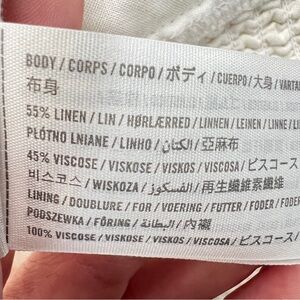 BODY / CORPS / CORPO / ボディ / CUERPO / 大身 / VARTA
布身
55% LINEN / LIN / HØRLÆRRED / LINNEN / LEINEN / LINNE / LI
PŁÓTNO LNIANE / LINHO / الكتان / 亞麻布
45% VISCOSE / VISKOSE / VISKOS / VISCOSA / ビスコース
비스코스 / WISKOZA / الفسكوز / 再生纖維素纖維
LINING / DOUBLURE / FOR / VOERING / FUTTER / FODER / FODER
PODSZEWKA / FÔRING / البطانة / 內襯
100% VISCOSE / VISKOSE / VISKOS / VISCOSA / ビスコース /